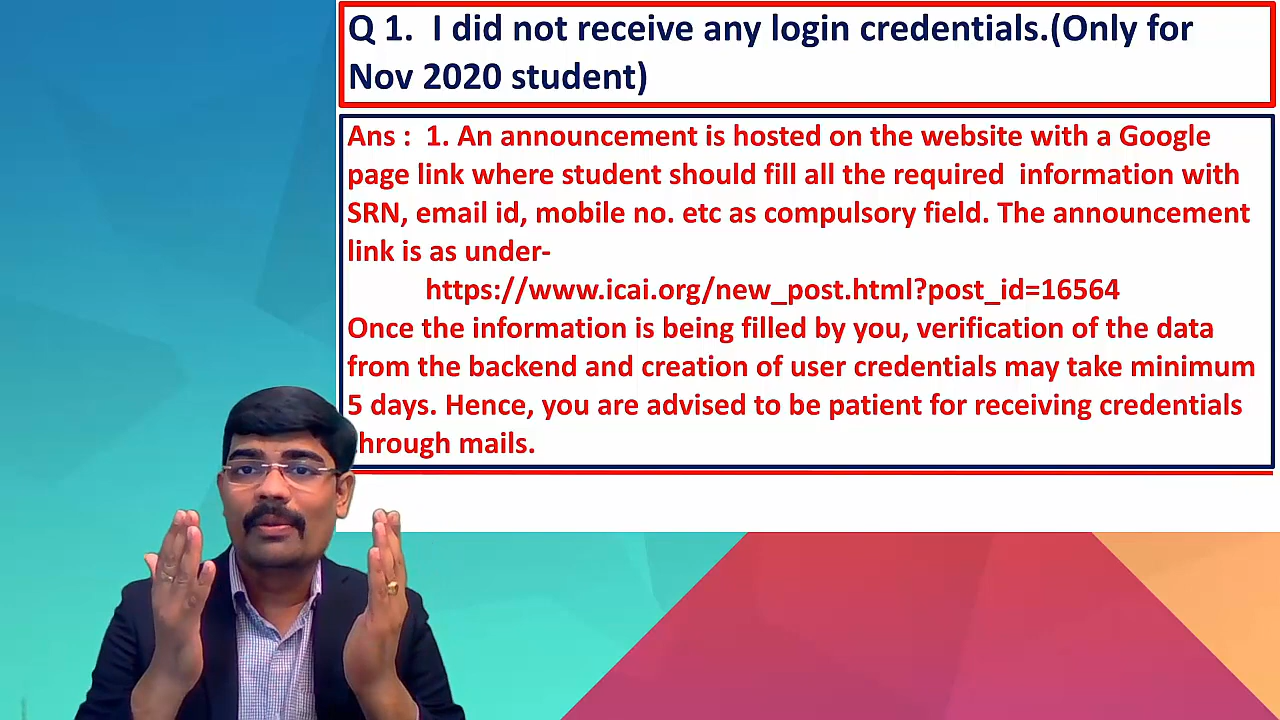 Q 1. I did not receive any login credentials.(Only for
Nov 2020 student)
Ans : 1. An announcement is hosted on the website with a Google
page link where student should fill all the required information with
SRN, email id, mobile no. etc as compulsory field. The announcement
link is as under-
https://www.icai.org/new_post.html?post_id=16564
Once the information is being filled by you, verification of the data
from the backend and creation of user credentials may take minimum
5 days. Hence, you are advised to be patient for receiving credentials
through mails.